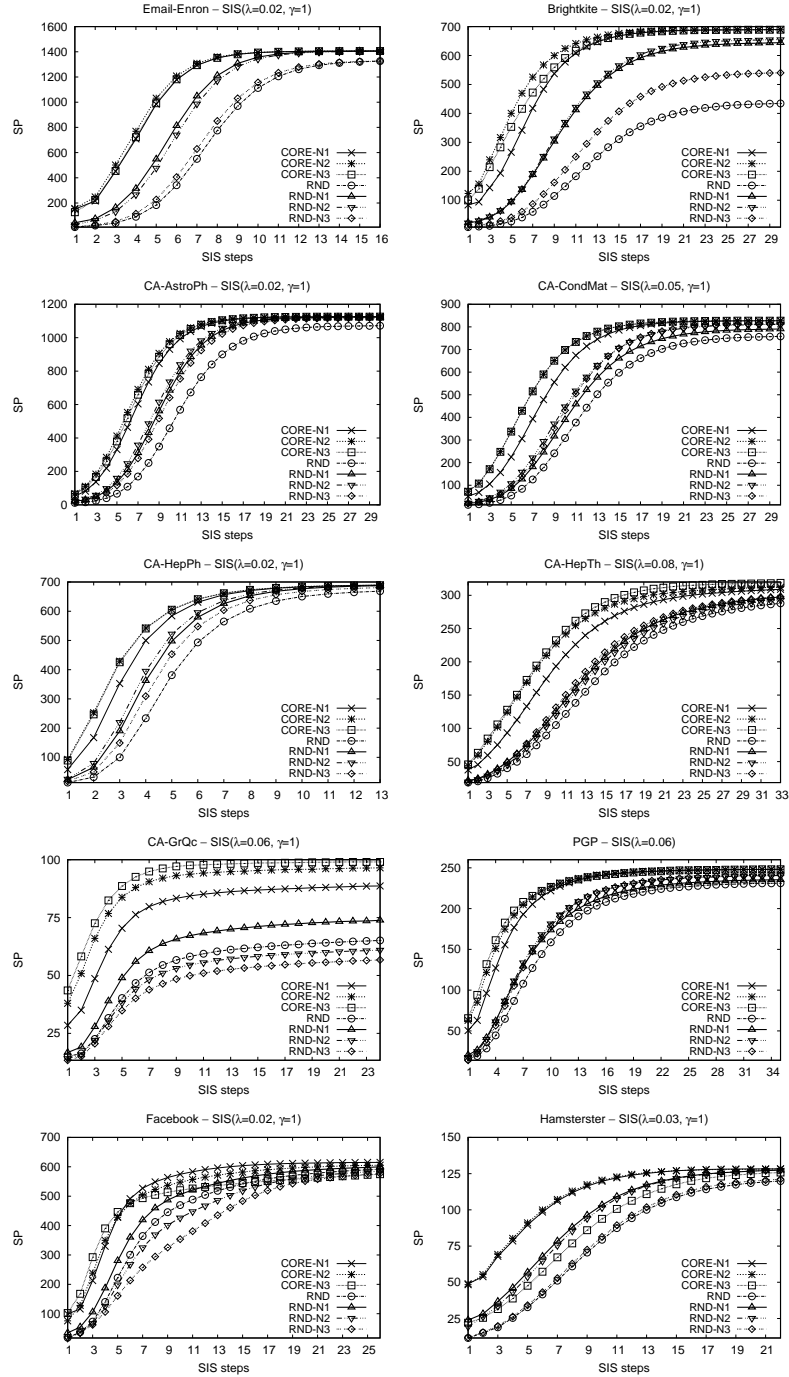 Email-Enron – SIS(λ=0.02, γ=1)
SP
1600
1400
1200
1000
800
600
400
200
CORE-N1
CORE-N2
CORE-N3
RND
RND-N1
RND-N2
RND-N3
1 2 3 4 5 6 7 8 9 10 11 12 13 14 15 16
SIS steps
Brightkite – SIS(λ=0.02, γ=1)
SP
700
600
500
400
300
200
100
CORE-N1
CORE-N2
CORE-N3
RND
RND-N1
RND-N2
RND-N3
1 3 5 7 9 11 13 15 17 19 21 23 25 27 29
SIS steps
CA-AstroPh – SIS(λ=0.02, γ=1)
SP
1200
1000
800
600
400
200
0
CORE-N1
CORE-N2
CORE-N3
RND
RND-N1
RND-N2
RND-N3
1 3 5 7 9 11 13 15 17 19 21 23 25 27 29
SIS steps
CA-CondMat – SIS(λ=0.05, γ=1)
SP
900
800
700
600
500
400
300
200
100
CORE-N1
CORE-N2
CORE-N3
RND
RND-N1
RND-N2
RND-N3
1 3 5 7 9 11 13 15 17 19 21 23 25 27 29
SIS steps
CA-HepPh – SIS(λ=0.02, γ=1)
SP
700
600
500
400
300
200
100
CORE-N1
CORE-N2
CORE-N3
RND
RND-N1
RND-N2
RND-N3
1 2 3 4 5 6 7 8 9 10 11 12 13
SIS steps
CA-HepTh – SIS(λ=0.08, γ=1)
SP
300
250
200
150
100
50
CORE-N1
CORE-N2
CORE-N3
RND
RND-N1
RND-N2
RND-N3
1 3 5 7 9 11 13 15 17 19 21 23 25 27 29 31 33
SIS steps
CA-GrQc – SIS(λ=0.06, γ=1)
SP
100
75
50
25
CORE-N1
CORE-N2
CORE-N3
RND
RND-N1
RND-N2
RND-N3
1 3 5 7 9 11 13 15 17 19 21 23
SIS steps
PGP – SIS(λ=0.06)
SP
250
200
150
100
50
CORE-N1
CORE-N2
CORE-N3
RND
RND-N1
RND-N2
RND-N3
1 4 7 10 13 16 19 22 25 28 31 34
SIS steps
Facebook – SIS(λ=0.02, γ=1)
SP
700
600
500
400
300
200
100
CORE-N1
CORE-N2
CORE-N3
RND
RND-N1
RND-N2
RND-N3
1 3 5 7 9 11 13 15 17 19 21 23 25
SIS steps
Hamsterster – SIS(λ=0.03, γ=1)
SP
150
125
100
75
50
25
CORE-N1
CORE-N2
CORE-N3
RND
RND-N1
RND-N2
RND-N3
1 3 5 7 9 11 13 15 17 19 21
SIS steps